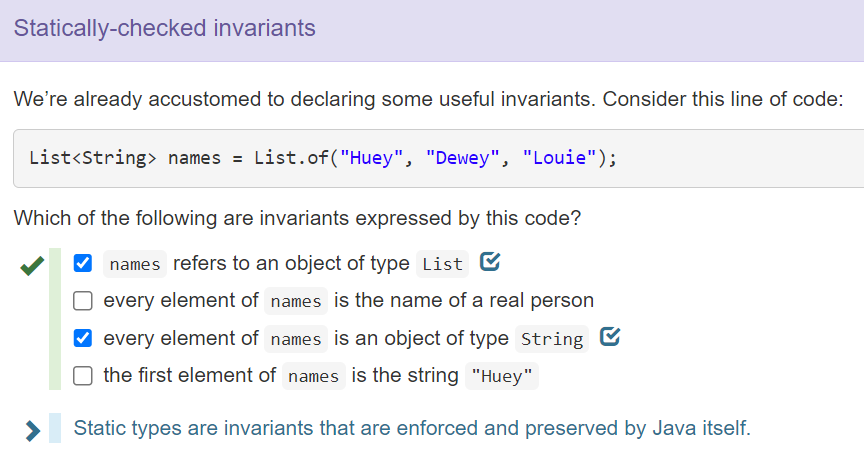 Statically-checked invariants
We’re already accustomed to declaring some useful invariants. Consider this line of code:
List<String> names = List.of("Huey", "Dewey", "Louie");
Which of the following are invariants expressed by this code?
names refers to an object of type List
every element of names is the name of a real person
every element of names is an object of type String
the first element of names is the string "Huey"
Static types are invariants that are enforced and preserved by Java itself.